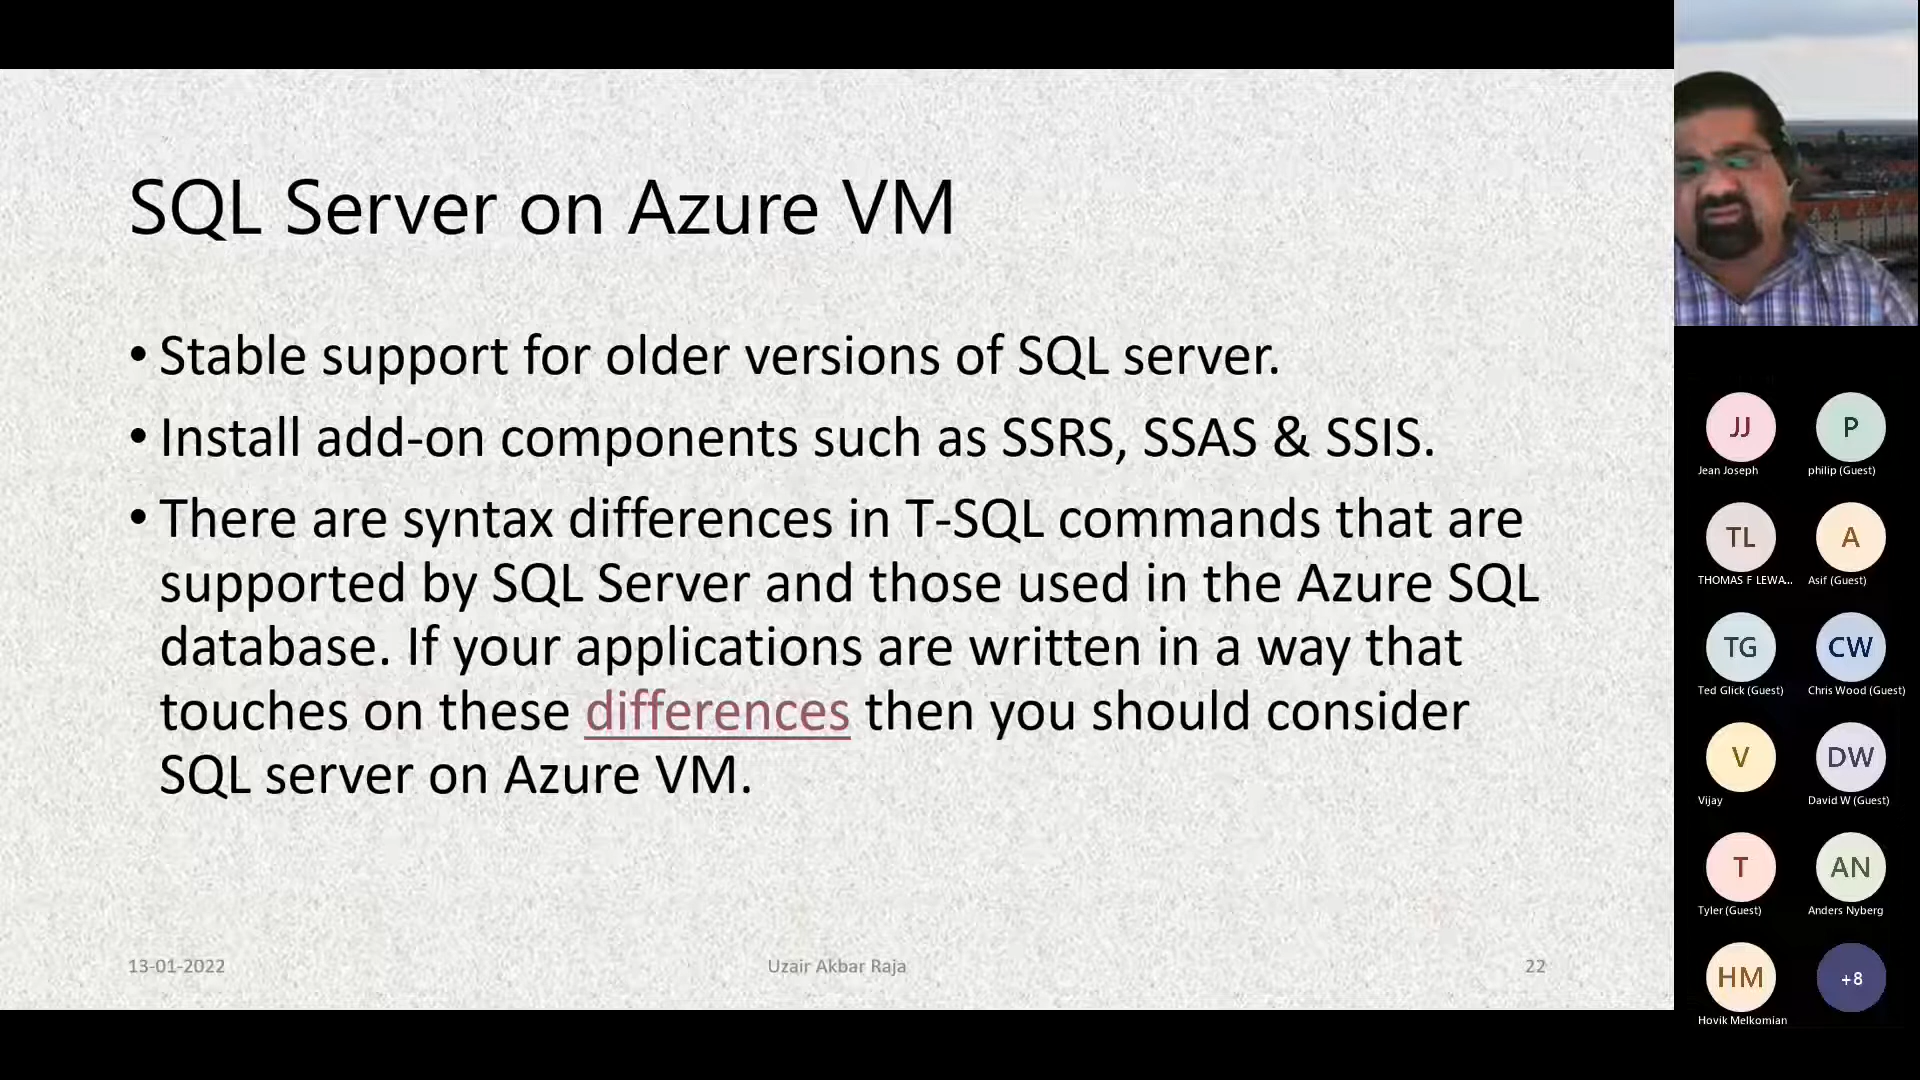 SQL Server on Azure VM
• Stable support for older versions of SQL server.
• Install add-on components such as SSRS, SSAS & SSIS.
• There are syntax differences in T-SQL commands that are
supported by SQL Server and those used in the Azure SQL
database. If your applications are written in a way that
touches on these differences then you should consider
SQL server on Azure VM.
13-01-2022
Uzair Akbar Raja
22
JJ
P
Jean Joseph
philip (Guest)
TL
A
THOMAS F LEWA...
Asif (Guest)
TG
CW
Ted Glick (Guest)
Chris Wood (Guest)
V
DW
Vijay
David W (Guest)
T
AN
Tyler (Guest)
Anders Nyberg
HM
+8
Hovik Melkomian